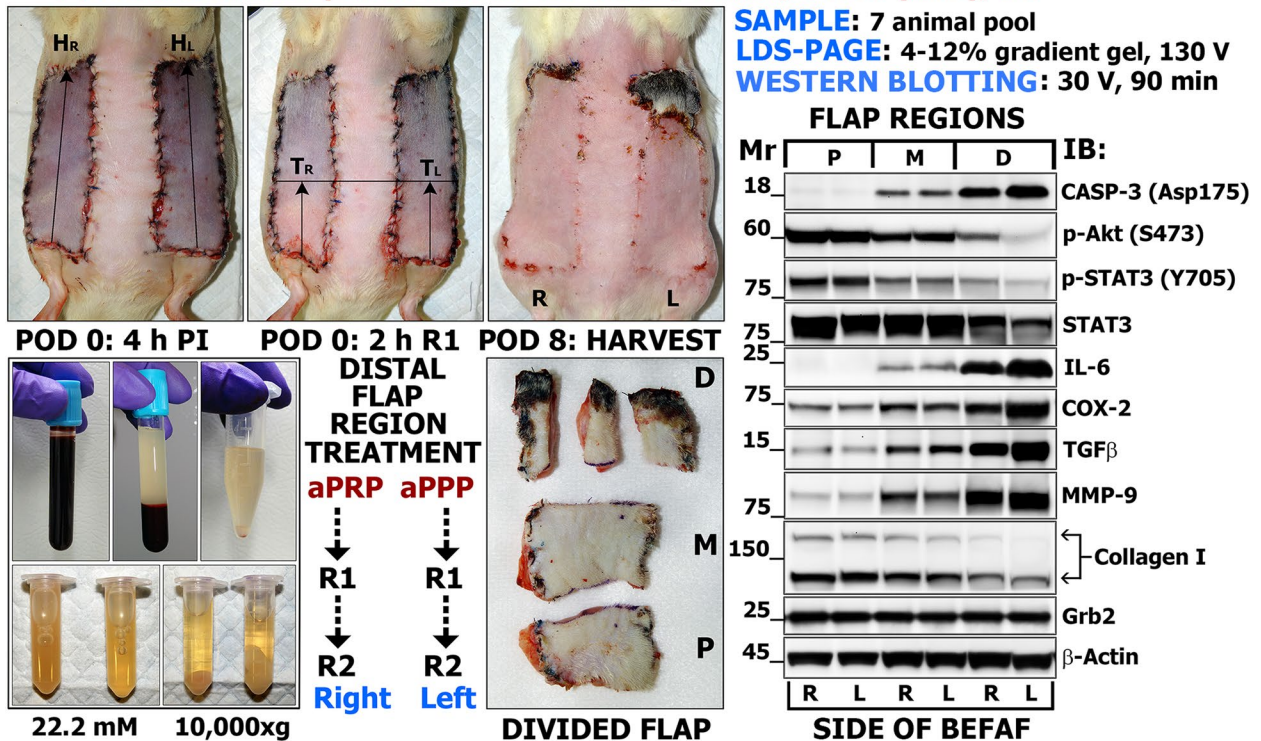 SAMPLE: 7 animal pool
LDS-PAGE: 4-12% gradient gel, 130 V
WESTERN BLOTTING: 30 V, 90 min
HR
HL
TR
TL
R
L
POD 0: 4 h PI
POD 0: 2 h R1
POD 8: HARVEST
DISTAL
FLAP
REGION
TREATMENT
aPRP aPPP
R1 R1
R2 R2
Right Left
22.2 mM
10,000xg
D
M
P
DIVIDED FLAP
FLAP REGIONS
Mr P M D IB:
18 CASP-3 (Asp175)
60 p-Akt (S473)
75 p-STAT3 (Y705)
75 STAT3
25 IL-6
75 COX-2
15 TGFβ
75 MMP-9
150 Collagen I
25 Grb2
45 β-Actin
R L R L R L
SIDE OF BEFAF